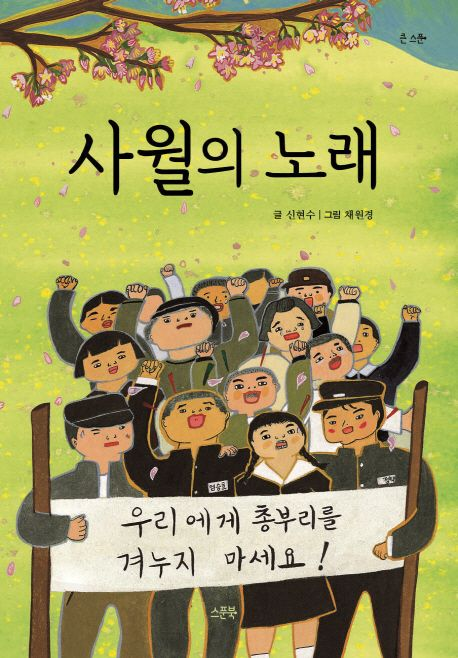 큰 스푼
사월의 노래
글 신현수 | 그림 채원경
우리에게 총부리를
겨누지 마세요!
스푼북